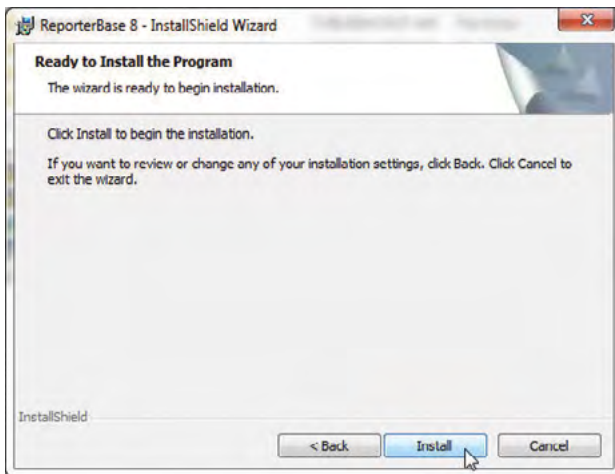 ReporterBase 8 - InstallShield Wizard
Ready to Install the Program
The wizard is ready to begin installation.
Click Install to begin the installation.
If you want to review or change any of your installation settings, click Back. Click Cancel to
exit the wizard.
InstallShield
< Back
Install
Cancel